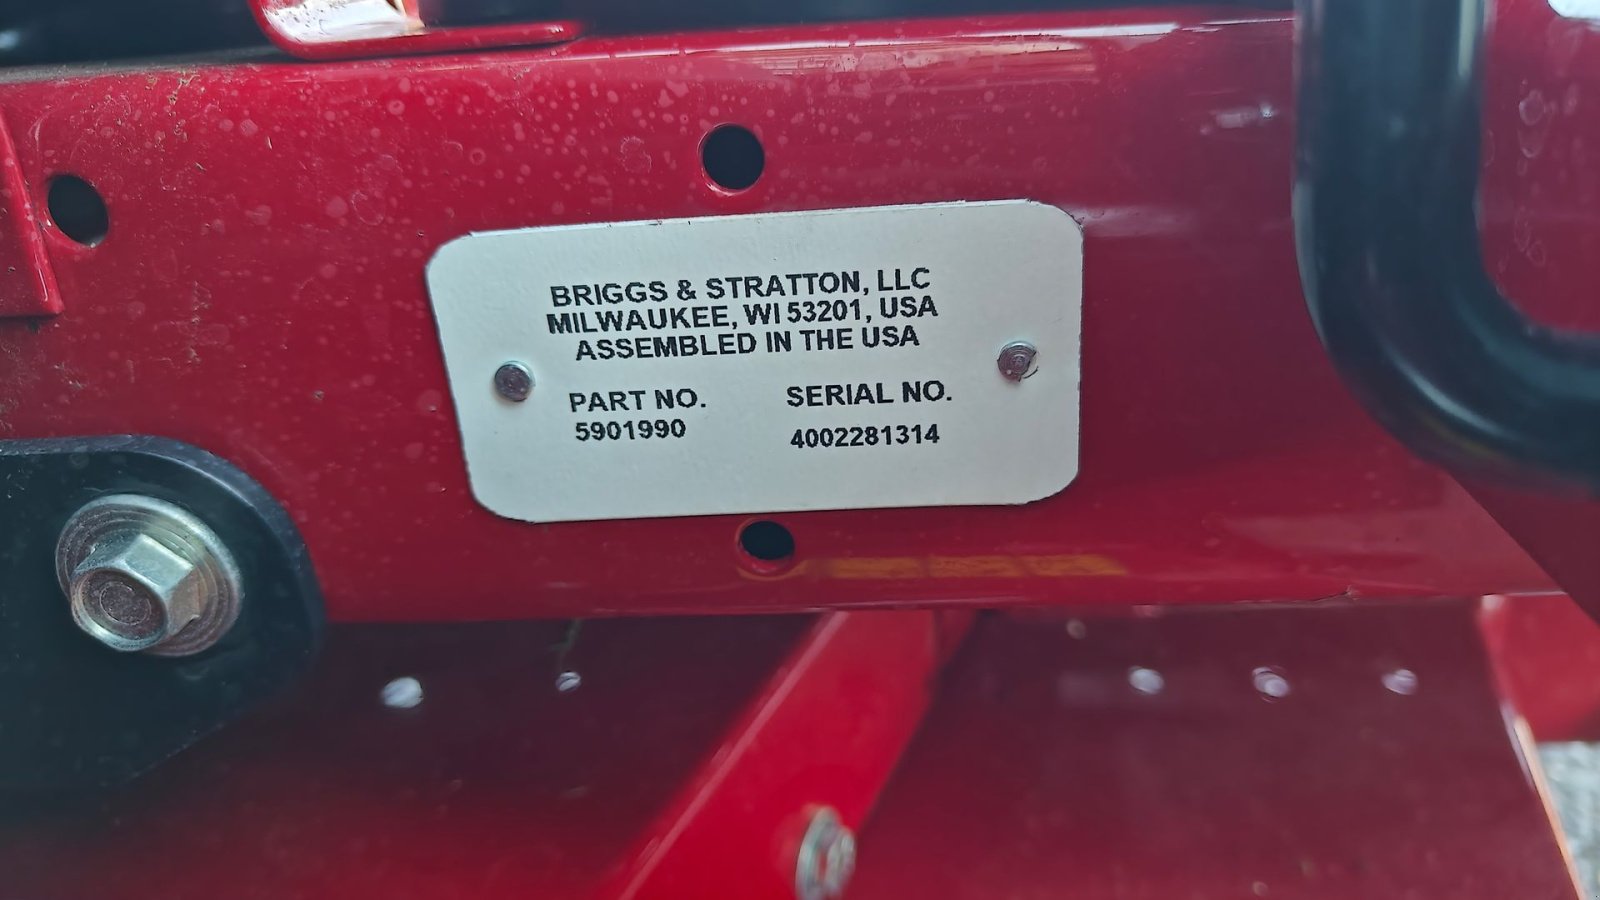 BRIGGS & STRATTON, LLC
MILWAUKEE, WI 53201, USA
ASSEMBLED IN THE USA
PART NO. SERIAL NO.
5901990 4002281314